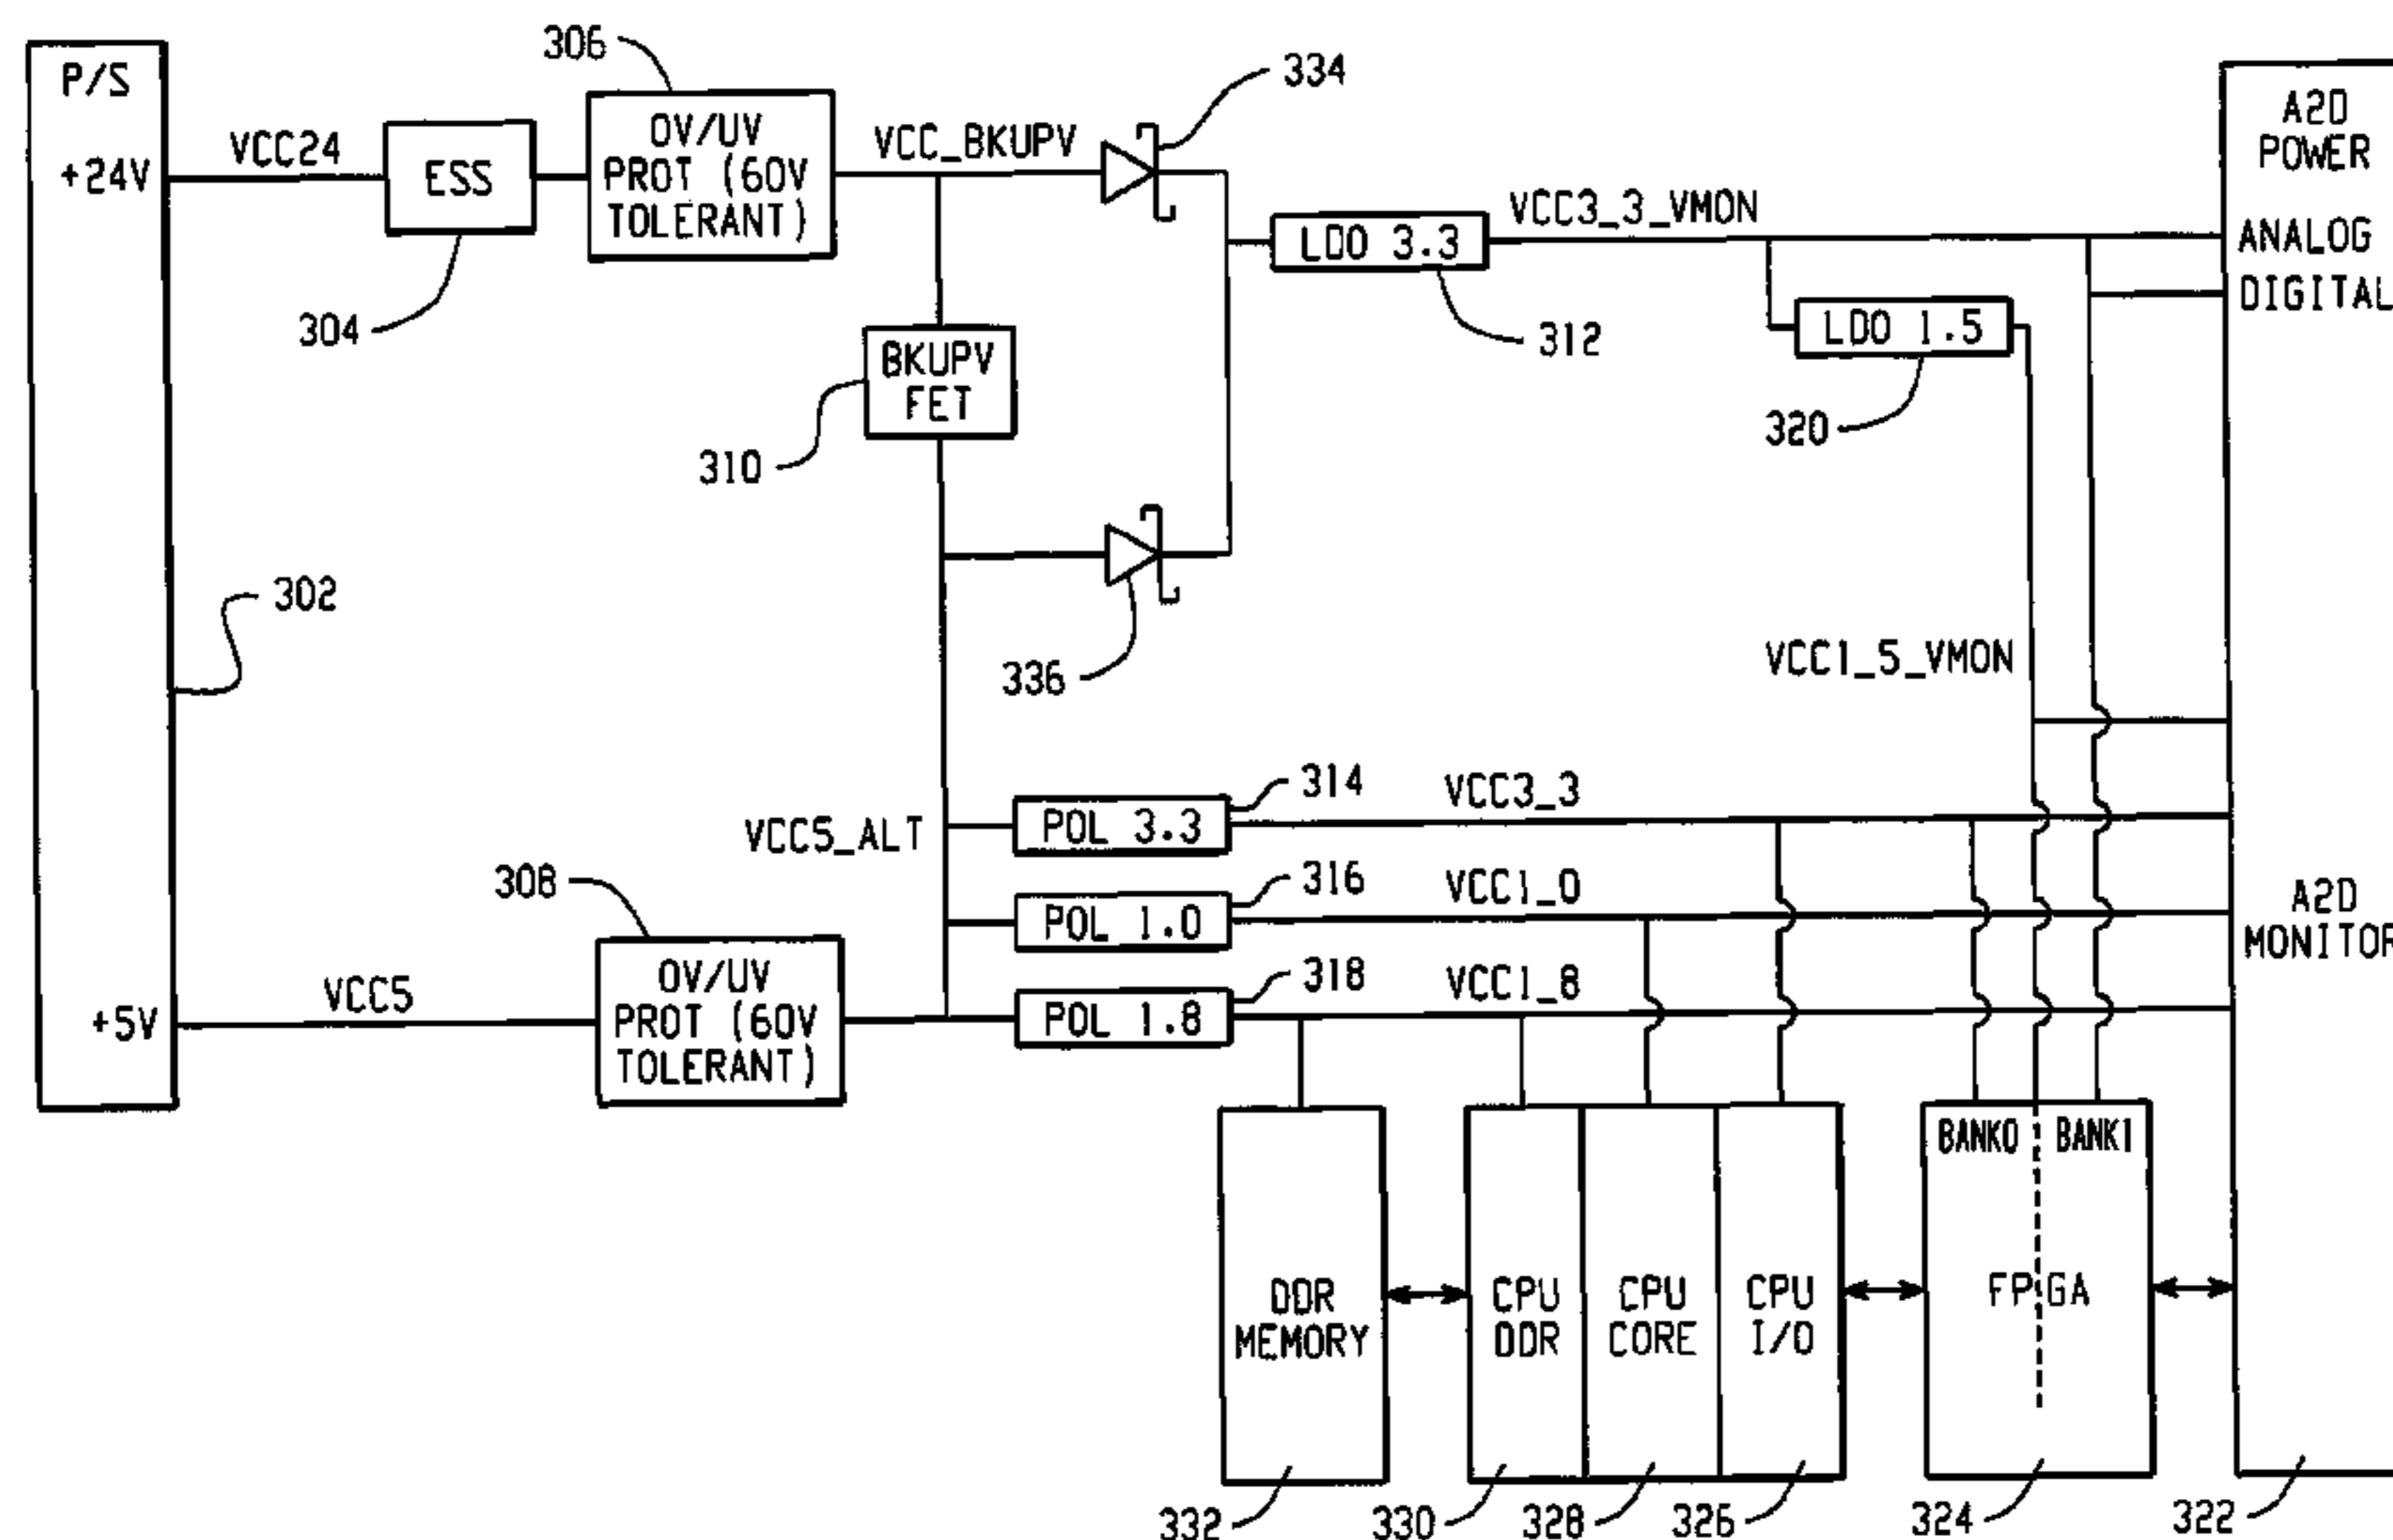 P/S
+24V
VCC24
ESS
304
306
OV/UV
PROT (60V
TOLERANT)
VCC_BKUPV
334
LDO 3.3
312
VCC3_3_VMON
LDO 1.5
320
A2D
POWER
ANALOG
DIGITAL
BKUPV
FET
310
302
336
VCC1_5_VMON
VCC5_ALT
POL 3.3
314
VCC3_3
POL 1.0
316
VCC1_0
POL 1.8
318
VCC1_8
A2D
MONITOR
+5V
VCC5
308
OV/UV
PROT (60V
TOLERANT)
DDR
MEMORY
CPU
DDR
CPU
CORE
CPU
I/O
BANK0
BANK1
FPGA
332
330
328
326
324
322